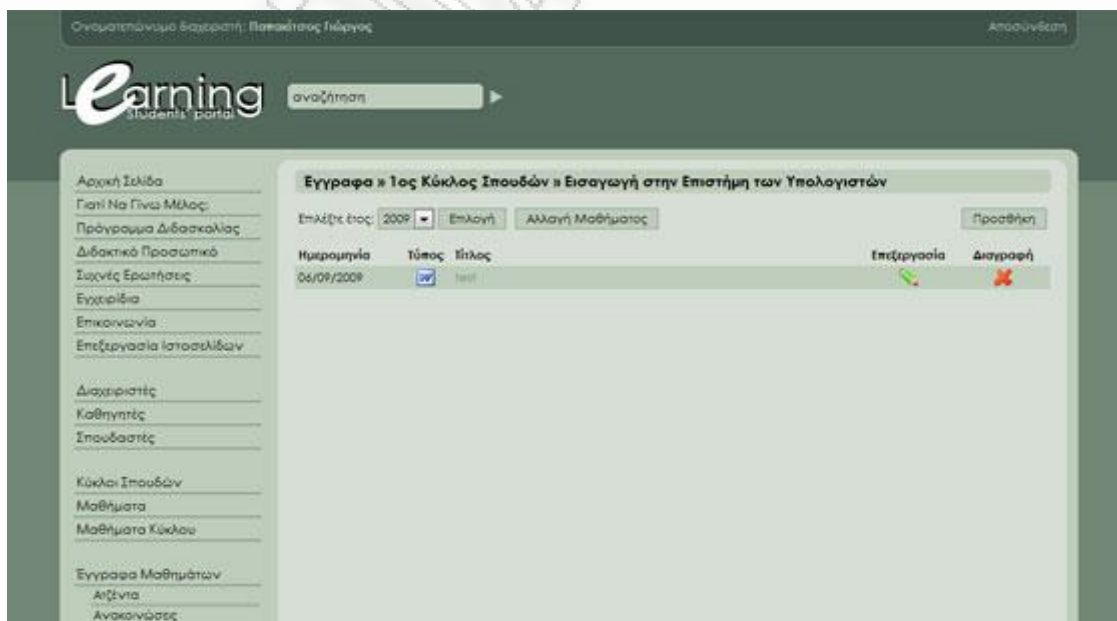 Ονοματεπώνυμο διαχειριστή: Παπακίτσος Γιώργος
Αποσύνδεση
Learning
Students' portal
αναζήτηση
Αρχική Σελίδα
Γιατί Να Γίνω Μέλος;
Πρόγραμμα Διδασκαλίας
Διδακτικό Προσωπικό
Συχνές Ερωτήσεις
Εγχειρίδια
Επικοινωνία
Επεξεργασία Ιστοσελίδων
Διαχειριστές
Καθηγητές
Σπουδαστές
Κύκλοι Σπουδών
Μαθήματα
Μαθήματα Κύκλου
Έγγραφα Μαθημάτων
Ατζέντα
Ανακοινώσεις
Έγγραφα » 1ος Κύκλος Σπουδών » Εισαγωγή στην Επιστήμη των Υπολογιστών
Επιλέξτε έτος: 2009 Επιλογή Αλλαγή Μαθήματος Προσθήκη
Ημερομηνία Τύπος Τίτλος Επεξεργασία Διαγραφή
06/09/2009 test